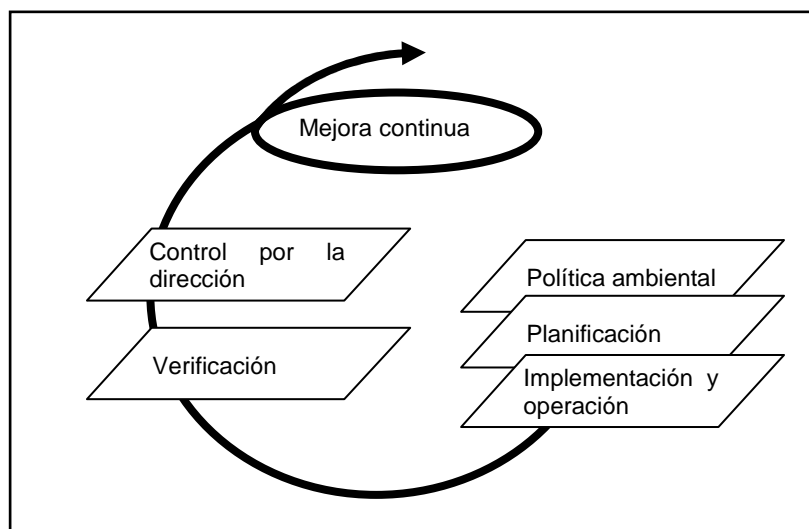 Mejora continua
Control por la
dirección
Política ambiental
Planificación
Verificación
Implementación y
operación